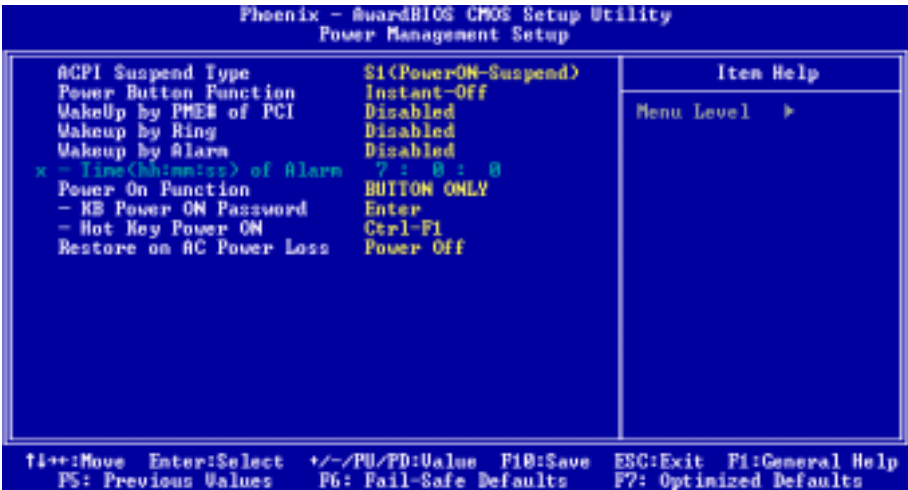 Phoenix - AwardBIOS CMOS Setup Utility
Power Management Setup
ACPI Suspend Type S1(PowerON-Suspend)
Power Button Function Instant-Off
WakeUp by PME# of PCI Disabled
Wakeup by Ring Disabled
Wakeup by Alarm Disabled
x - Time(hh:mm:ss) of Alarm 7 : 0 : 0
Power On Function BUTTON ONLY
- KB Power ON Password Enter
- Hot Key Power ON Ctrl-F1
Restore on AC Power Loss Power Off
Item Help
Menu Level ▶
↑↓→←:Move Enter:Select +/-/PU/PD:Value F10:Save ESC:Exit F1:General Help
F5: Previous Values F6: Fail-Safe Defaults F7: Optimized Defaults